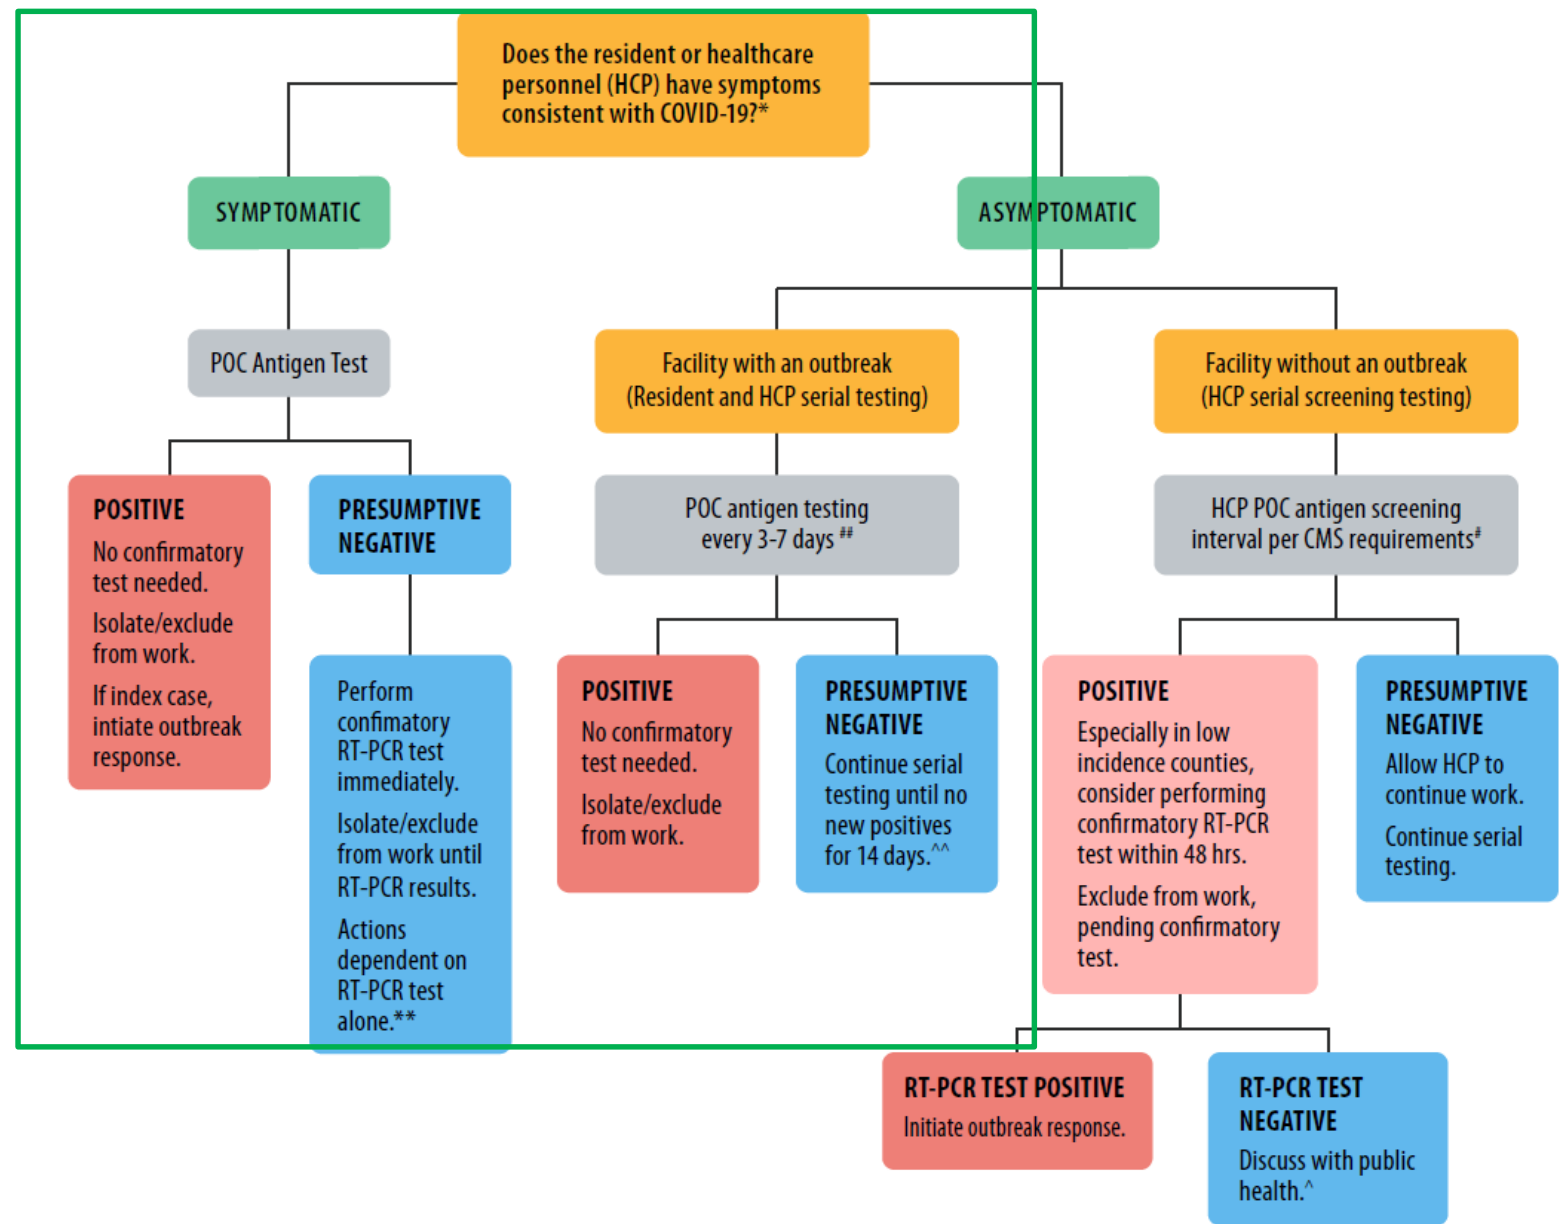 Does the resident or healthcare
personnel (HCP) have symptoms
consistent with COVID-19?*
SYMPTOMATIC
ASYMPTOMATIC
POC Antigen Test
Facility with an outbreak
(Resident and HCP serial testing)
Facility without an outbreak
(HCP serial screening testing)
POSITIVE
No confirmatory
test needed.
Isolate/exclude
from work.
If index case,
intiate outbreak
response.
PRESUMPTIVE
NEGATIVE
Perform
confimatory
RT-PCR test
immediately.
Isolate/exclude
from work until
RT-PCR results.
Actions
dependent on
RT-PCR test
alone.**
POC antigen testing
every 3-7 days ##
HCP POC antigen screening
interval per CMS requirements#
POSITIVE
No confirmatory
test needed.
Isolate/exclude
from work.
PRESUMPTIVE
NEGATIVE
Continue serial
testing until no
new positives
for 14 days.^^
POSITIVE
Especially in low
incidence counties,
consider performing
confirmatory RT-PCR
test within 48 hrs.
Exclude from work,
pending confirmatory
test.
PRESUMPTIVE
NEGATIVE
Allow HCP to
continue work.
Continue serial
testing.
RT-PCR TEST POSITIVE
Initiate outbreak response.
RT-PCR TEST
NEGATIVE
Discuss with public
health.^